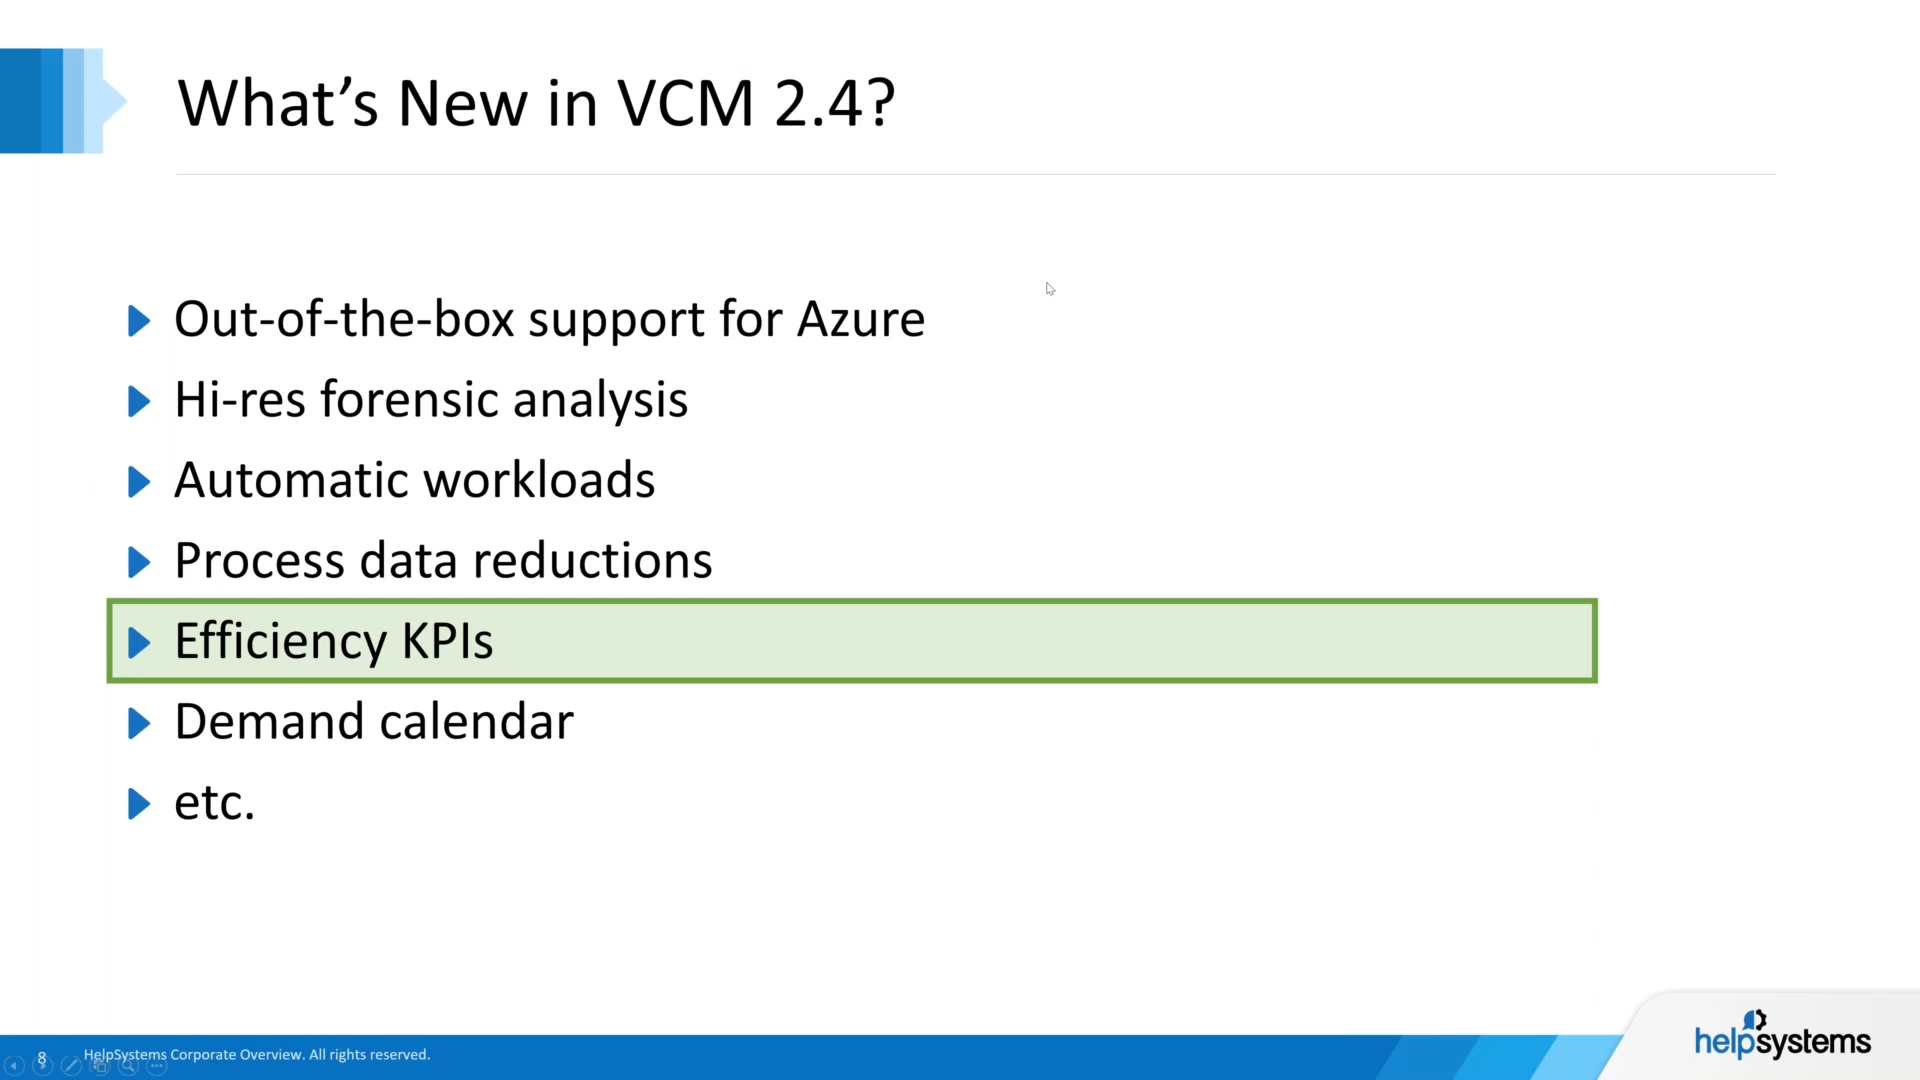 What’s New in VCM 2.4?
Out-of-the-box support for Azure
Hi-res forensic analysis
Automatic workloads
Process data reductions
Efficiency KPIs
Demand calendar
etc.
8
HelpSystems Corporate Overview. All rights reserved.
helpsystems